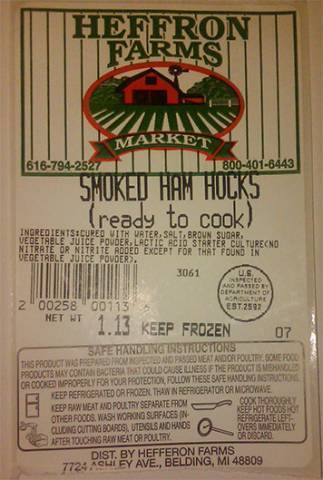 HEFFRON
FARMS
MARKET
616-794-2527 800-401-6443
SMOKED HAM HOCKS
(ready to cook)
INGREDIENTS:CURED WITH WATER,SALT,BROWN SUGAR,
VEGETABLE JUICE POWDER,LACTIC ACID STARTER CULTURE<NO
NITRATE OR NITRITE ADDED EXCEPT FOR THAT FOUND IN
VEGETABLE JUICE POWDER>.
3061
U.S.
INSPECTED
AND PASSED BY
DEPARTMENT OF
AGRICULTURE
EST.2592
2 00258 00113
NET WT 1.13 KEEP FROZEN 07
SAFE HANDLING INSTRUCTIONS
THIS PRODUCT WAS PREPARED FROM INSPECTED AND PASSED MEAT AND/OR POULTRY. SOME FOOD
PRODUCTS MAY CONTAIN BACTERIA THAT COULD CAUSE ILLNESS IF THE PRODUCT IS MISHANDLED
OR COOKED IMPROPERLY FOR YOUR PROTECTION, FOLLOW THESE SAFE HANDLING INSTRUCTIONS.
KEEP REFRIGERATED OR FROZEN. THAW IN REFRIGERATOR OR MICROWAVE.
KEEP RAW MEAT AND POULTRY SEPARATE FROM
OTHER FOODS. WASH WORKING SURFACES (IN-
CLUDING CUTTING BOARDS), UTENSILS AND HANDS
AFTER TOUCHING RAW MEAT OR POULTRY.
COOK THOROUGHLY
KEEP HOT FOODS HOT
REFRIGERATE LEFT-
OVERS IMMEDIATELY
OR DISCARD.
DIST. BY HEFFERON FARMS
7724 ASHLEY AVE., BELDING, MI 48809